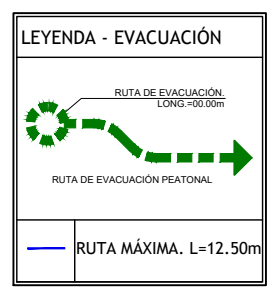 LEYENDA - EVACUACIÓN
RUTA DE EVACUACIÓN.
LONG.=00.00m
RUTA DE EVACUACIÓN PEATONAL
RUTA MÁXIMA. L=12.50m